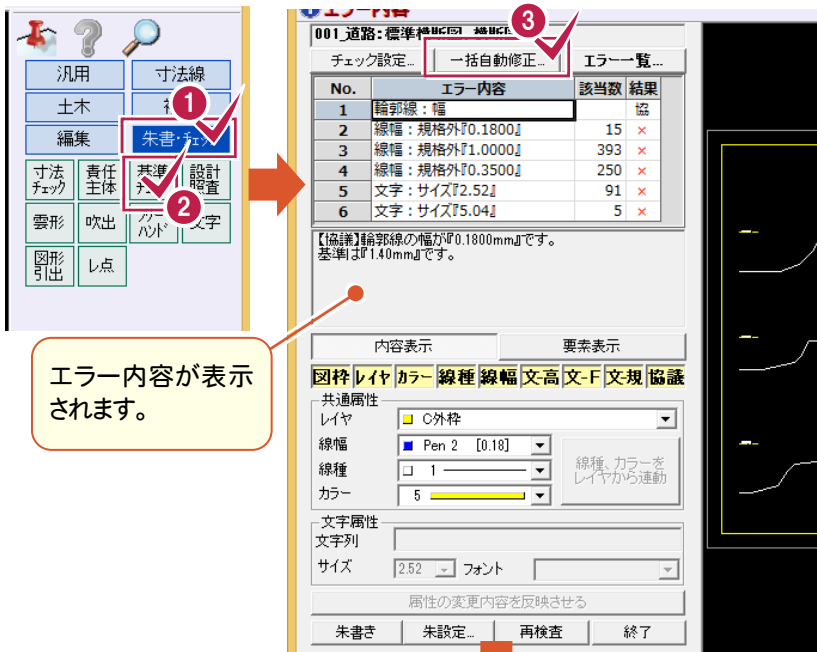 汎用
寸法線
土木
1
編集
朱書・チェック
寸法
チェック
責任
主体
基準
設計
照査
2
雲形
吹出
フリー
ハンド
文字
図形
引出
レ点
エラー内容が表示
されます。
エラー内容
3
001_道路:標準横断図、横断図
チェック設定...
一括自動修正...
エラー一覧...
No. エラー内容 該当数 結果
1 輪郭線：幅 協
2 線幅：規格外『0.1800』 15 ×
3 線幅：規格外『1.0000』 393 ×
4 線幅：規格外『0.3500』 250 ×
5 文字：サイズ『2.52』 91 ×
6 文字：サイズ『5.04』 5 ×
【協議】輪郭線の幅が『0.1800mm』です。
基準は『1.40mm』です。
内容表示 要素表示
図枠 レイヤ カラー 線種 線幅 文-高 文-F 文-規 協議
共通属性
レイヤ C外枠
線幅 Pen 2 [0.18]
線種 1
カラー 5
線種、カラーを
レイヤから連動
文字属性
文字列
サイズ 2.52 フォント
属性の変更内容を反映させる
朱書き 朱設定... 再検査 終了